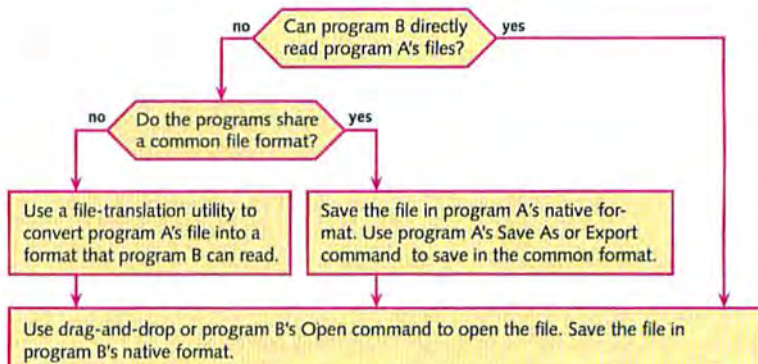 no
Can program B directly
read program A's files?
yes
no
Do the programs share
a common file format?
yes
Use a file-translation utility to
convert program A's file into a
format that program B can read.
Save the file in program A's native for-
mat. Use program A's Save As or Export
command to save in the common format.
Use drag-and-drop or program B's Open command to open the file. Save the file in
program B's native format.